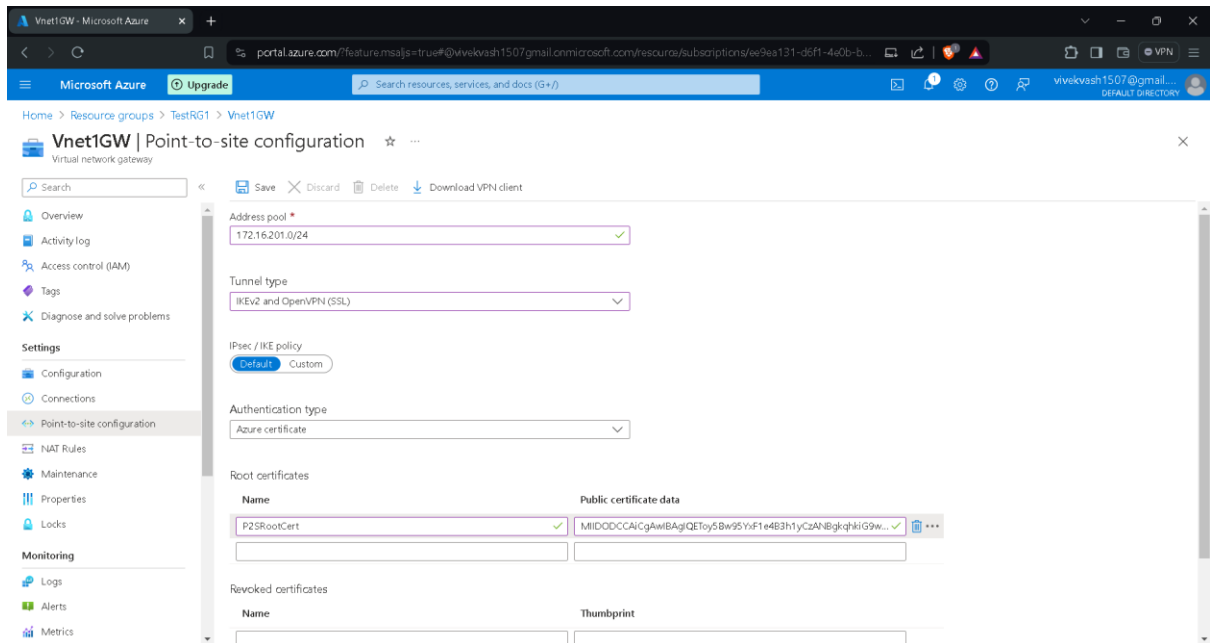 Vnet1GW - Microsoft Azure
portal.azure.com/?feature.msaljs=true#@vivekvash1507gmail.onmicrosoft.com/resource/subscriptions/ee9ea131-d6f1-4e0b-b...
VPN
Microsoft Azure
Upgrade
Search resources, services, and docs (G+/)
1
vivekvash1507@gmail....
DEFAULT DIRECTORY
Home > Resource groups > TestRG1 > Vnet1GW
Vnet1GW | Point-to-site configuration
Virtual network gateway
Search
Save Discard Delete Download VPN client
Overview
Activity log
Access control (IAM)
Tags
Diagnose and solve problems
Settings
Configuration
Connections
Point-to-site configuration
NAT Rules
Maintenance
Properties
Locks
Monitoring
Logs
Alerts
Metrics
Address pool *
172.16.201.0/24
Tunnel type
IKEv2 and OpenVPN (SSL)
IPsec / IKE policy
Default Custom
Authentication type
Azure certificate
Root certificates
Name Public certificate data
P2SRootCert MIIDODCCAiCgAwIBAgIQEToy5Bw95YxF1e4B3h1yCzANBgkqhkiG9w...
Revoked certificates
Name Thumbprint